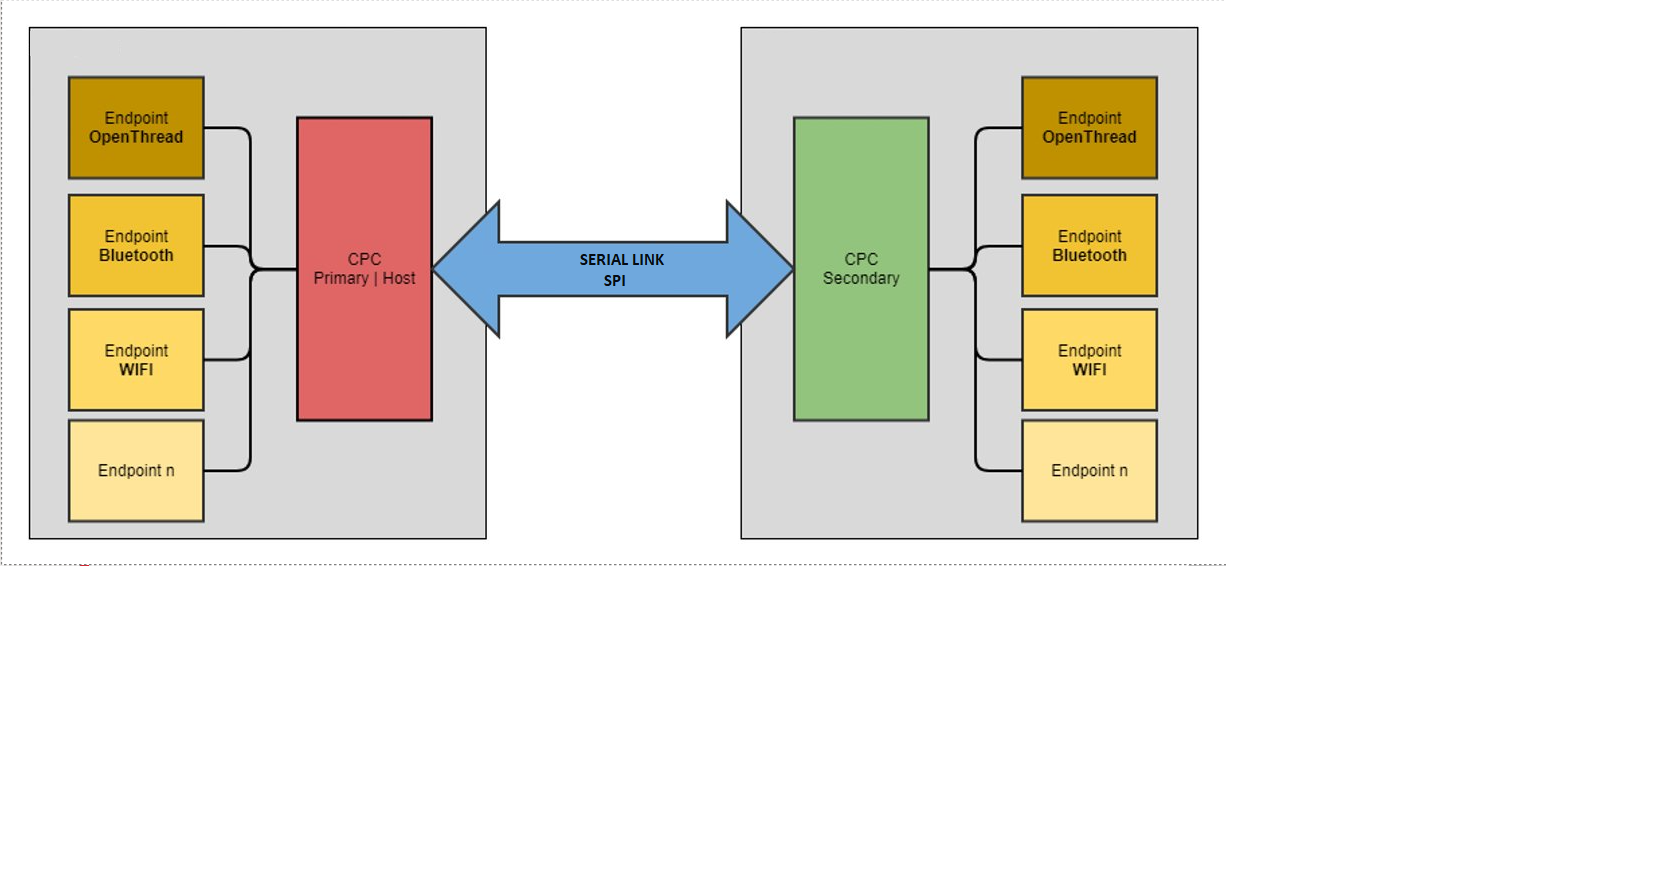 Endpoint
OpenThread
Endpoint
Bluetooth
Endpoint
WIFI
Endpoint n
CPC
Primary | Host
SERIAL LINK
SPI
CPC
Secondary
Endpoint
OpenThread
Endpoint
Bluetooth
Endpoint
WIFI
Endpoint n